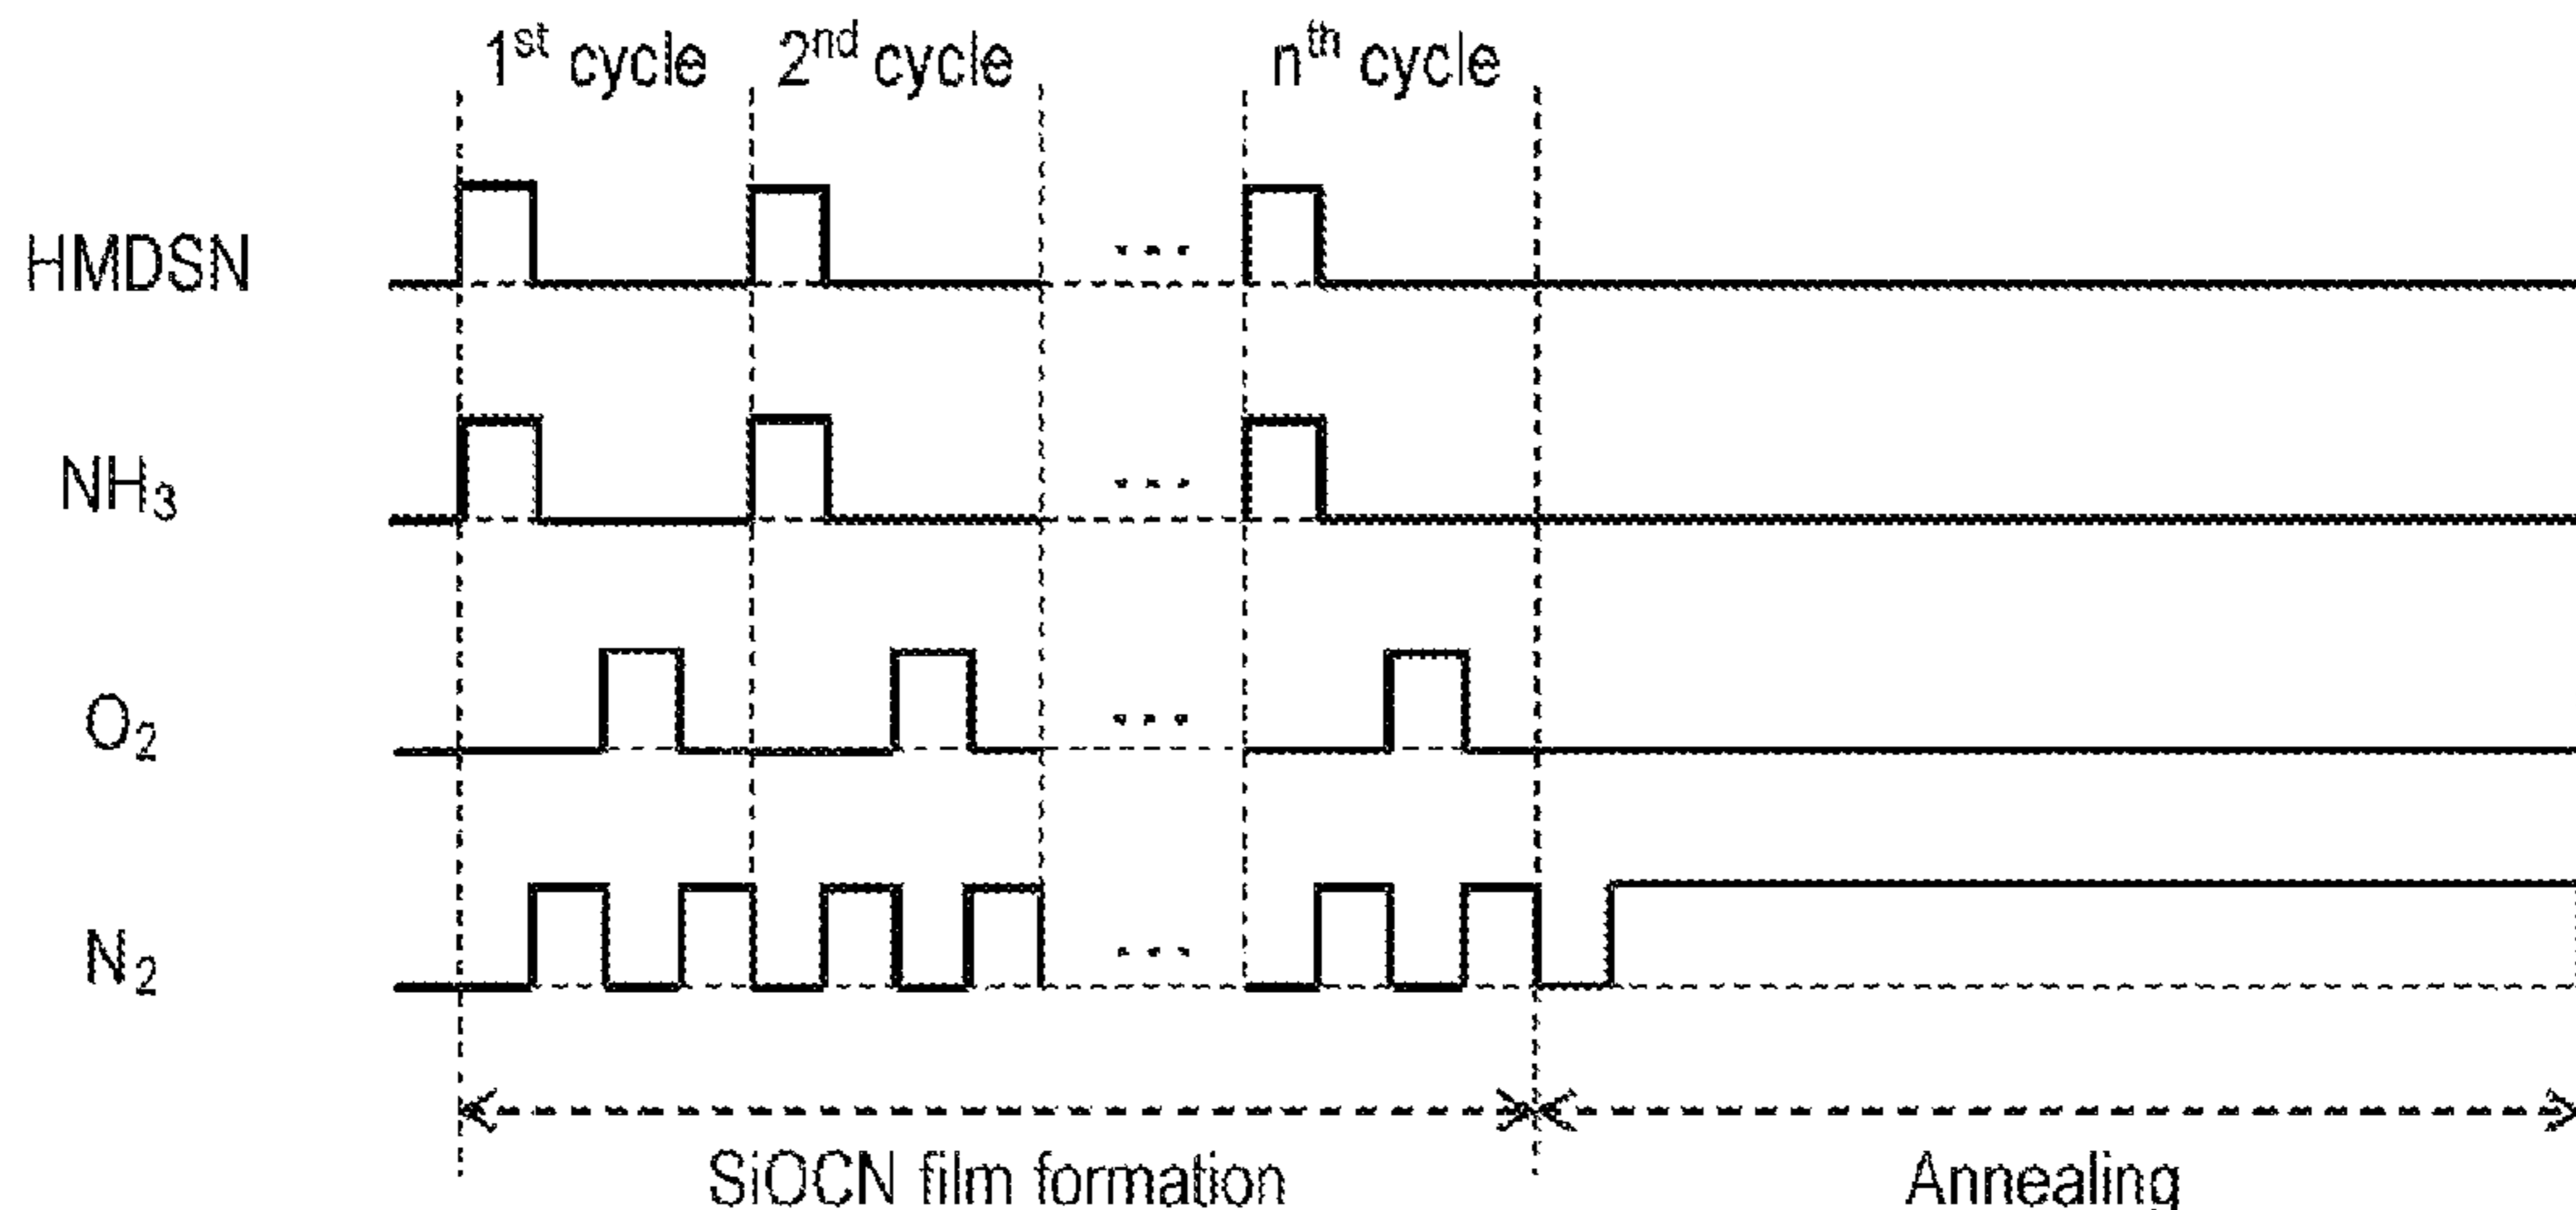 1st cycle 2nd cycle nth cycle
HMDSN ...
NH3 ...
O2 ...
N2 ...
SiOCN film formation Annealing